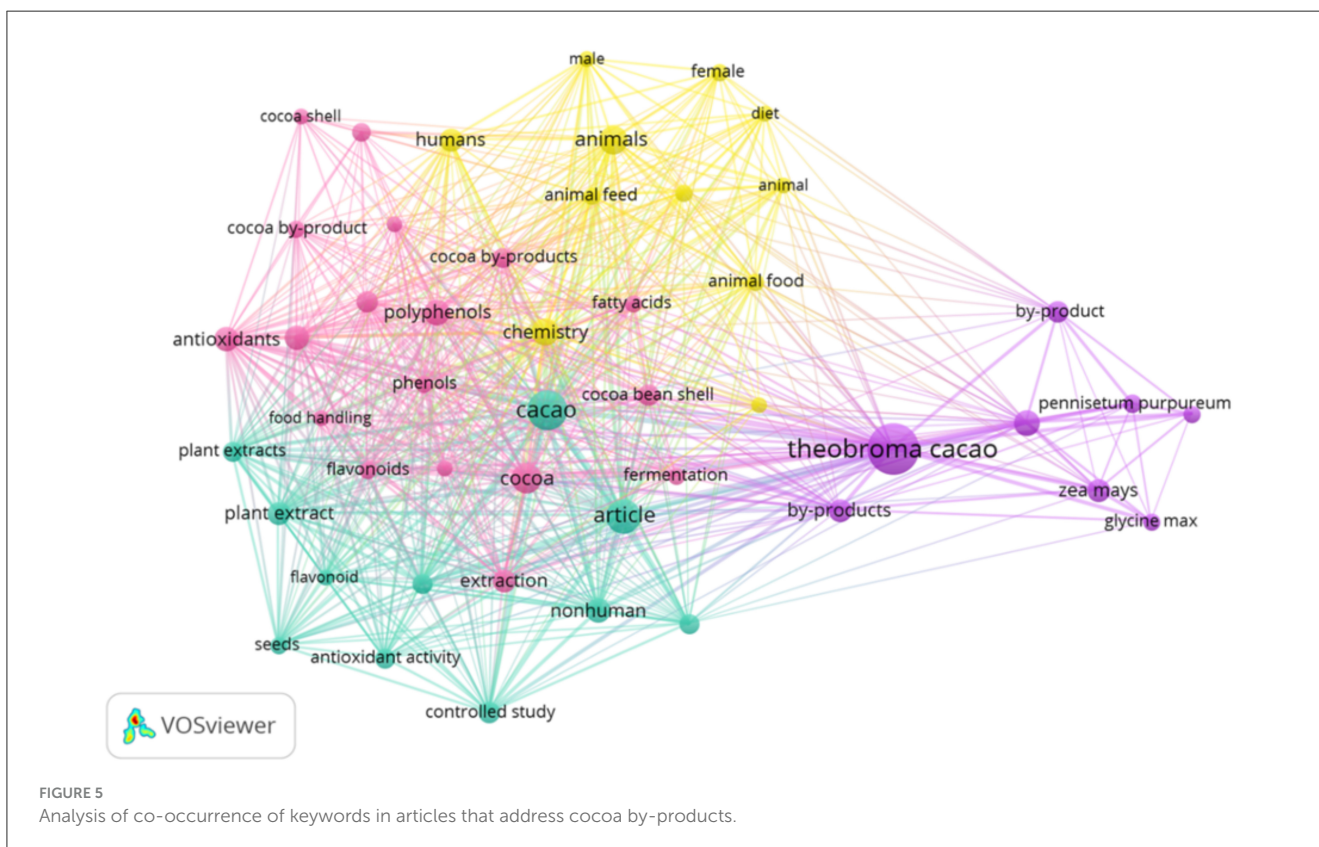 male
female
cocoa shell
diet
humans
animals
animal feed
animal
cocoa by-product
cocoa by-products
animal food
fatty acids
by-product
polyphenols
chemistry
antioxidants
phenols
cocoa bean shell
pennisetum purpureum
cacao
food handling
plant extracts
theobroma cacao
flavonoids
cocoa
fermentation
zea mays
plant extract
article
by-products
glycine max
flavonoid
extraction
nonhuman
seeds
antioxidant activity
controlled study
VOSviewer
FIGURE 5
Analysis of co-occurrence of keywords in articles that address cocoa by-products.